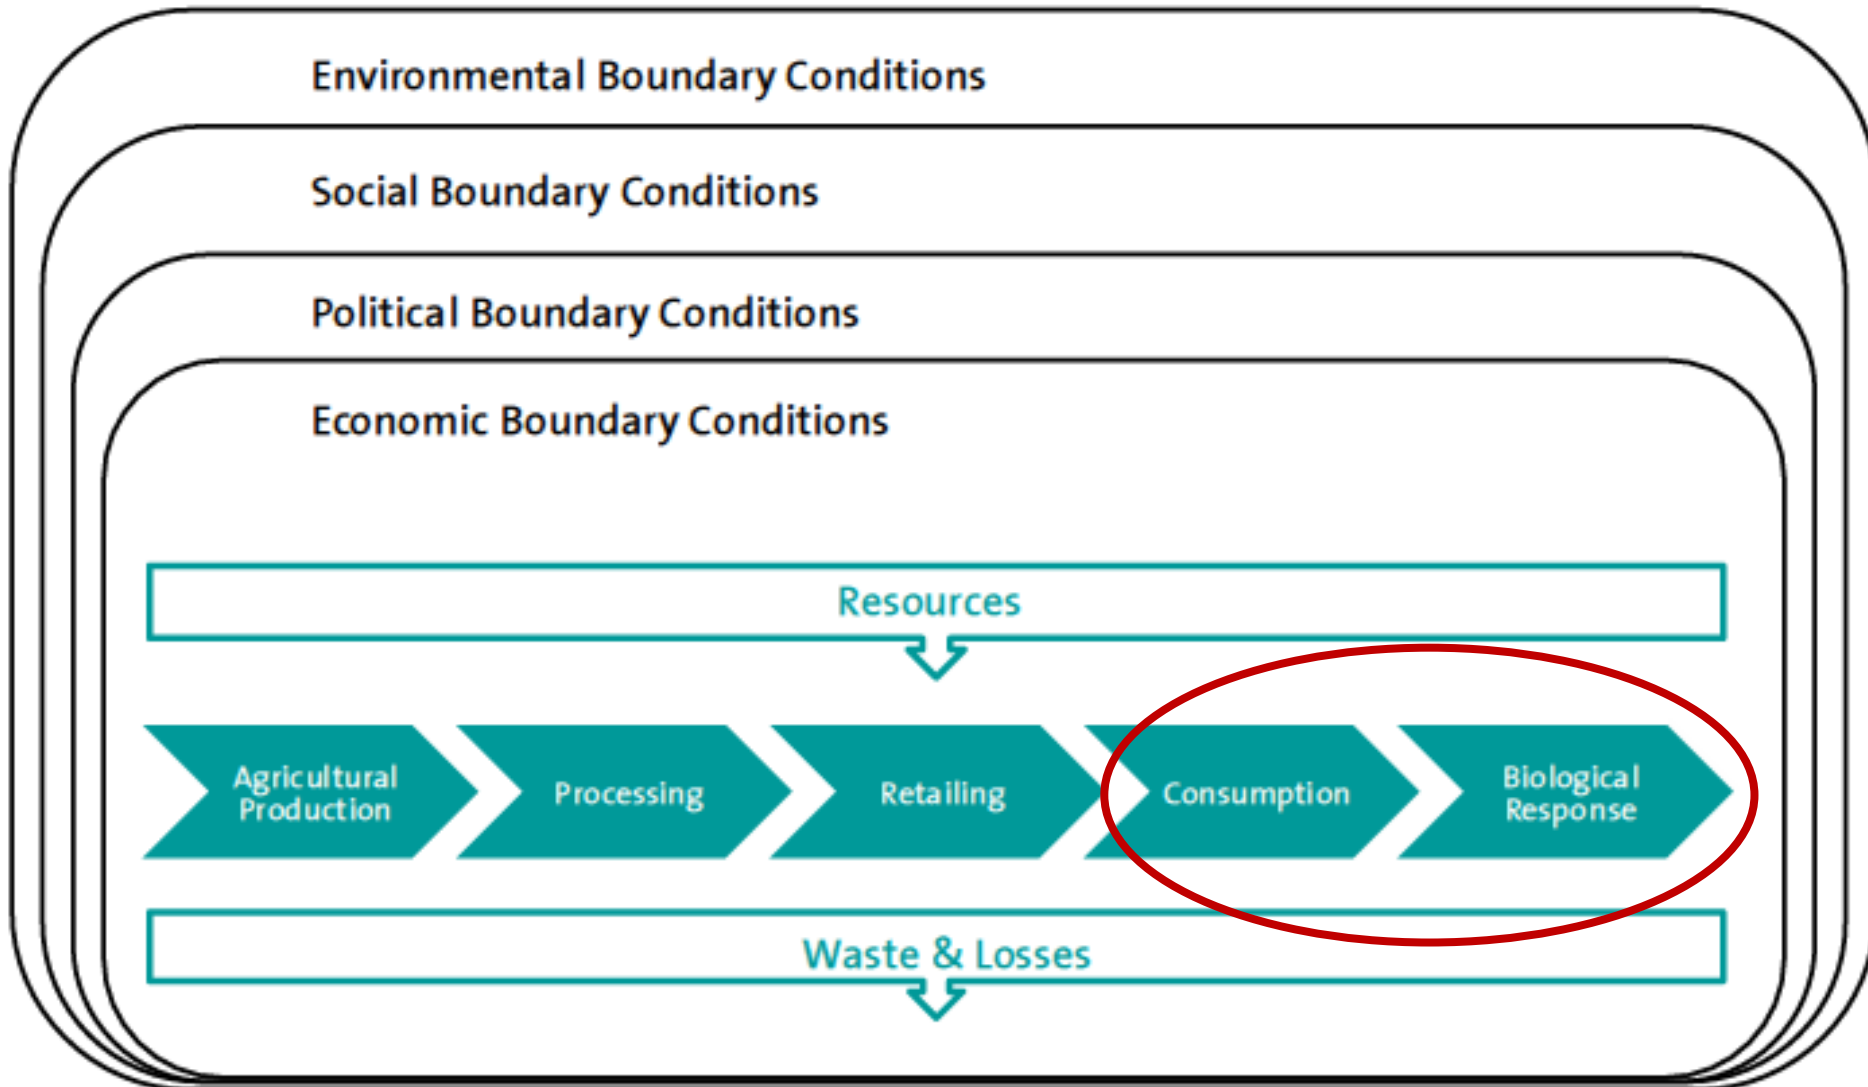 Environmental Boundary Conditions
Social Boundary Conditions
Political Boundary Conditions
Economic Boundary Conditions
Resources
Agricultural
Production
Processing
Retailing
Consumption
Biological
Response
Waste & Losses